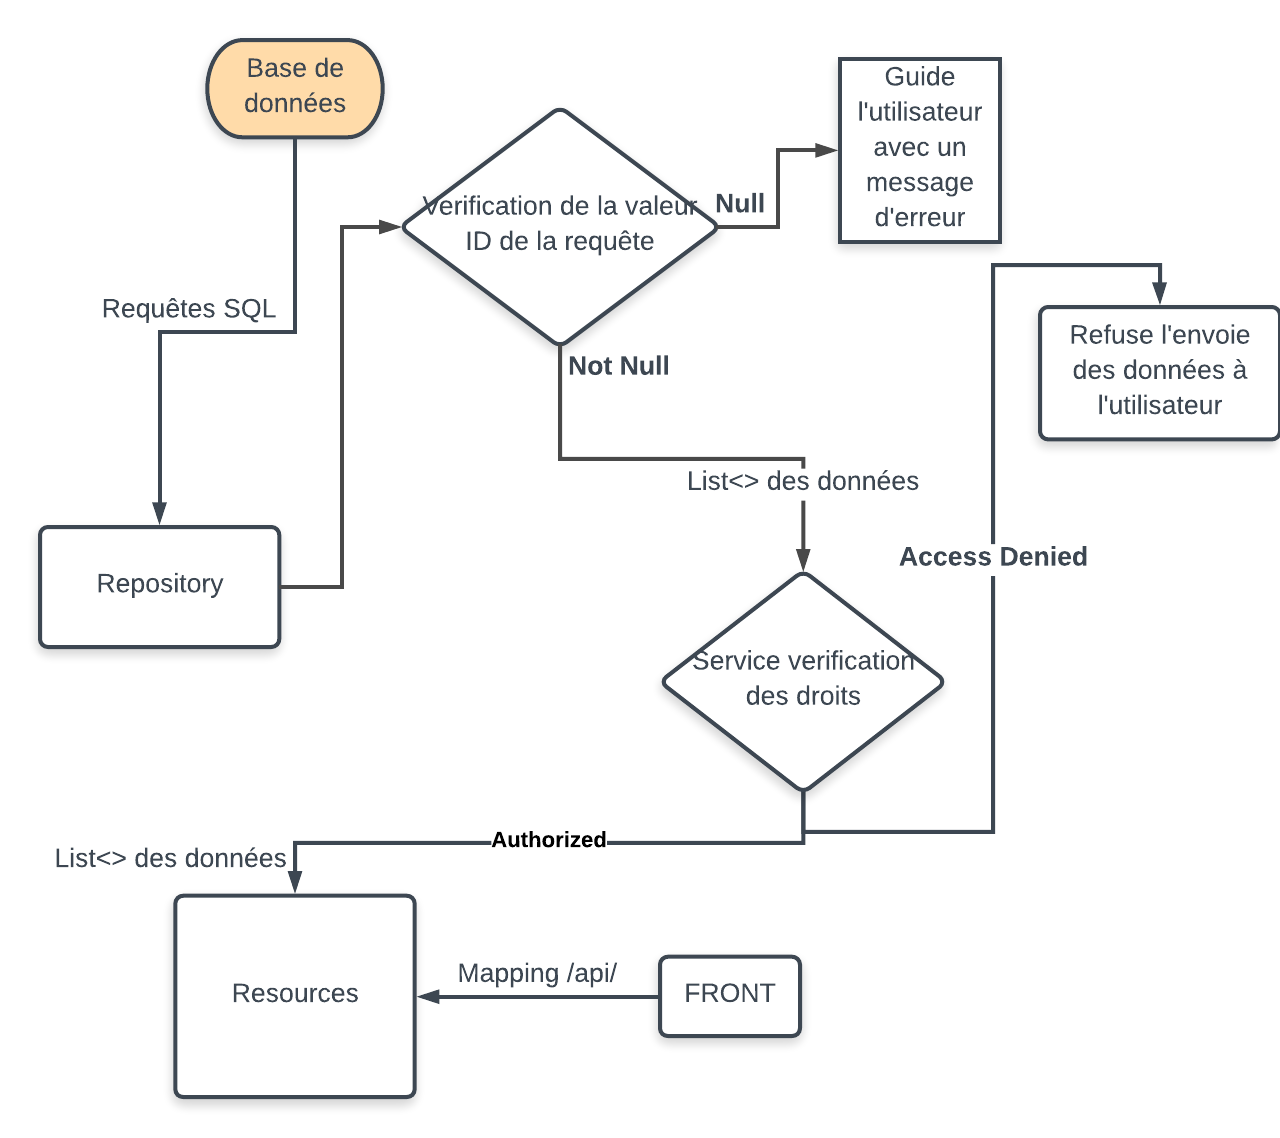 Base de
données
Guide
l'utilisateur
avec un
message
d'erreur
Verification de la valeur
ID de la requête
Null
Requêtes SQL
Not Null
Refuse l'envoie
des données à
l'utilisateur
List<> des données
Access Denied
Repository
Service verification
des droits
Authorized
List<> des données
Resources
Mapping /api/
FRONT